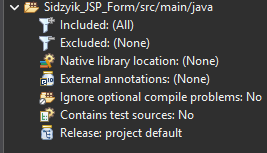 Sidzyik_JSP_Form/src/main/java
Included: (All)
Excluded: (None)
Native library location: (None)
External annotations: (None)
Ignore optional compile problems: No
Contains test sources: No
Release: project default